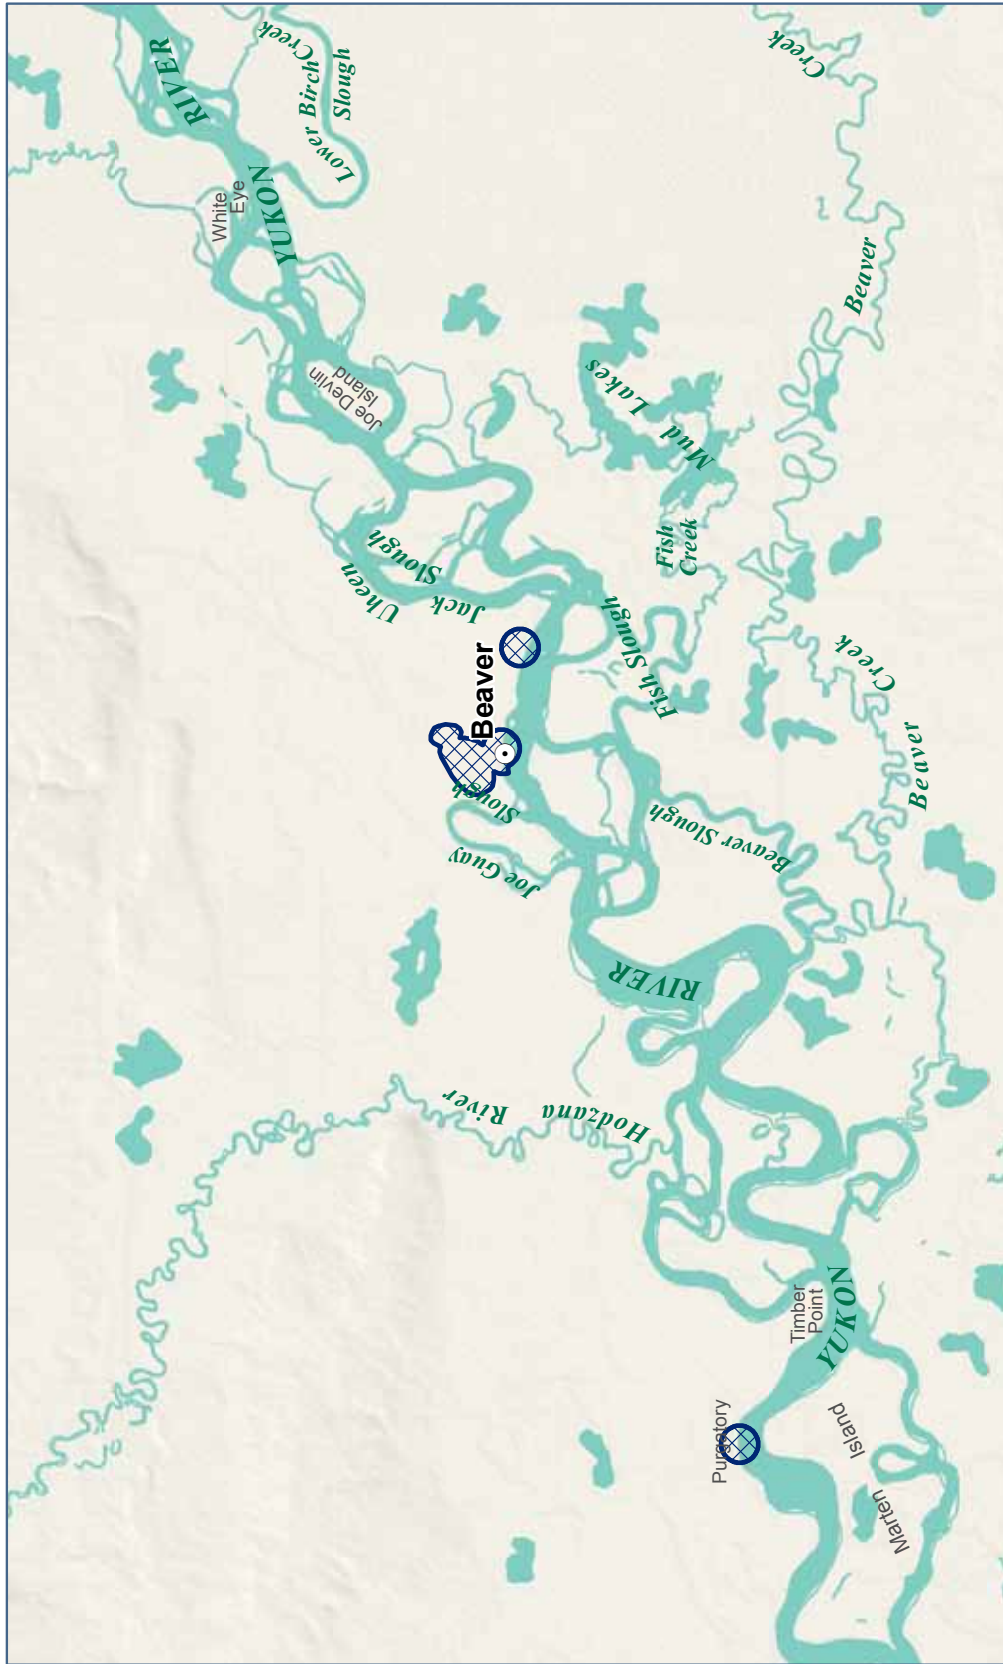 RIVER
YUKON
White
Eye
Creek
Lower Birch
Slough
Joe Devlin
Island
Creek
Beaver
Mud Lakes
Fish
Creek
Uheen
Jack Slough
Fish Slough
Beaver
Joe Guay
Slough
Beaver Slough
Beaver
Creek
RIVER
Hodzana
River
YUKON
Timber
Point
Purgatory
Marten
Island